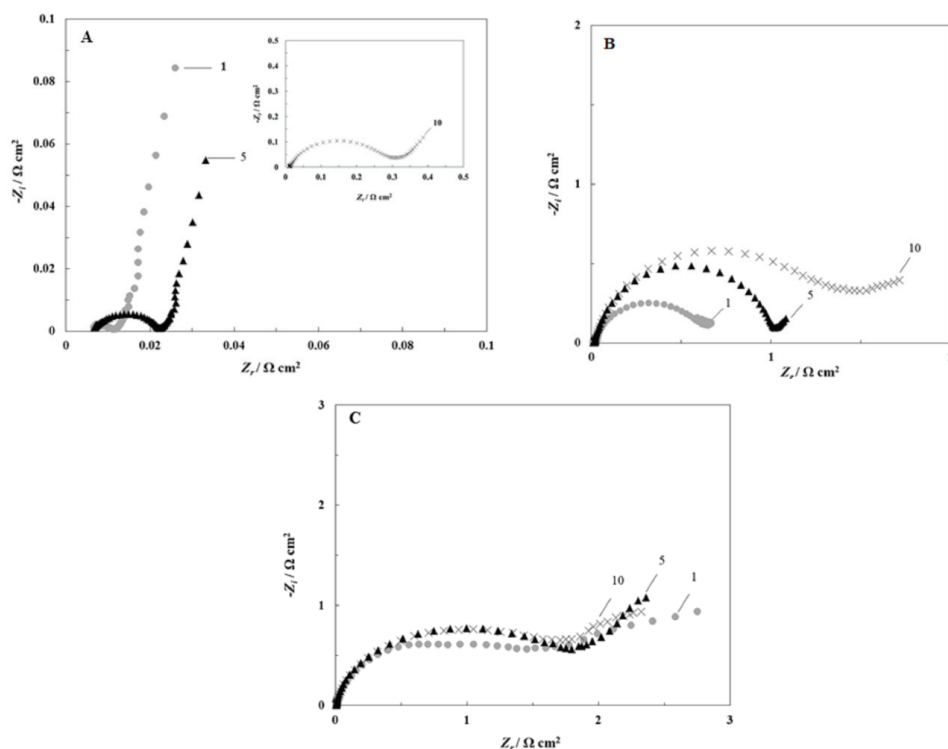 A
0.1
0.08
0.06
0.04
0.02
0
-Zi / Ω cm²
1
5
0 0.02 0.04 0.06 0.08 0.1
Zr / Ω cm²
0.5
0.4
0.3
0.2
0.1
0
-Zi / Ω cm²
10
0 0.1 0.2 0.3 0.4 0.5
Zr / Ω cm²
B
2
1
0
-Zi / Ω cm²
10
5
1
0 1
Zr / Ω cm²
C
3
2
1
0
-Zi / Ω cm²
10
5
1
0 1 2 3
Zr / Ω cm²